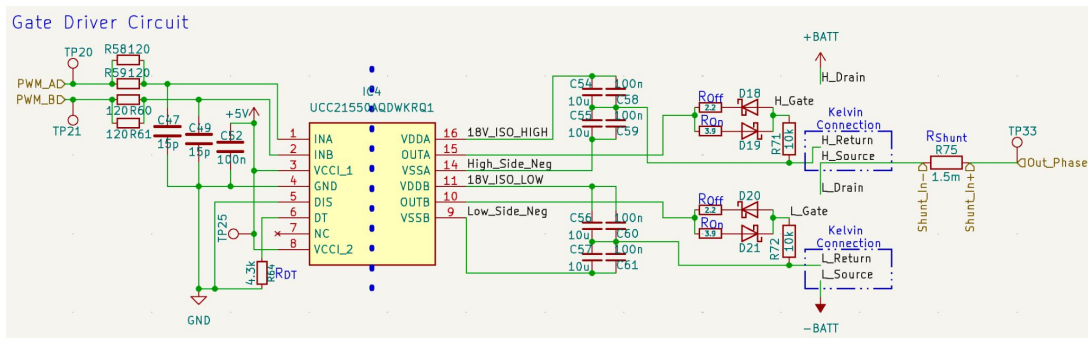 Gate Driver Circuit
TP20
R58120
R59120
PWM_A
PWM_B
120R60
120R61
TP21
C47
15p
C49
15p
+5V
C52
100n
TP25
4.3k
R64
RDT
GND
IC4
UCC21550AQDWKRQ1
1 INA
2 INB
3 VCCI_1
4 GND
5 DIS
6 DT
7 NC
8 VCCI_2
VDDA 16 18V_ISO_HIGH
OUTA 15
VSSA 14 High_Side_Neg
VDDB 11 18V_ISO_LOW
OUTB 10
VSSB 9 Low_Side_Neg
C54 100n
10u C58
C55 100n
10u C59
C56 100n
10u C60
C57 100n
10u C61
ROff
2.2
D18
ROn
3.9
D19
H_Gate
R71
10k
ROff
2.2
D20
ROn
3.9
D21
L_Gate
R72
10k
+BATT
H_Drain
Kelvin
Connection
H_Return
H_Source
L_Drain
Kelvin
Connection
L_Return
L_Source
-BATT
RShunt
R75
1.5m
Shunt_In-
Shunt_In+
TP33
Out_Phase